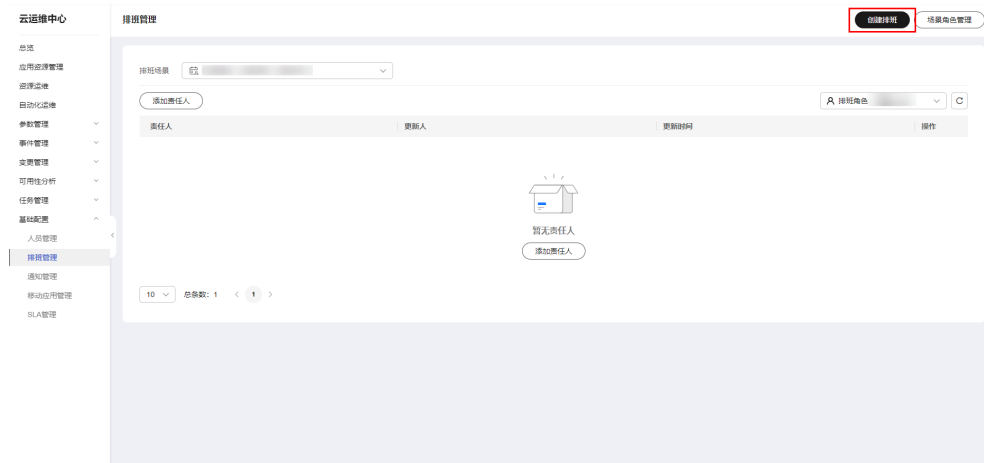 云运维中心
排班管理
创建排班
场景角色管理
总览
应用资源管理
资源运维
自动化运维
参数管理
事件管理
变更管理
可用性分析
任务管理
基础配置
人员管理
排班管理
通知管理
移动应用管理
SLA管理
排班场景
添加责任人
排班角色
责任人
更新人
更新时间
操作
暂无责任人
添加责任人
10
总条数: 1
1